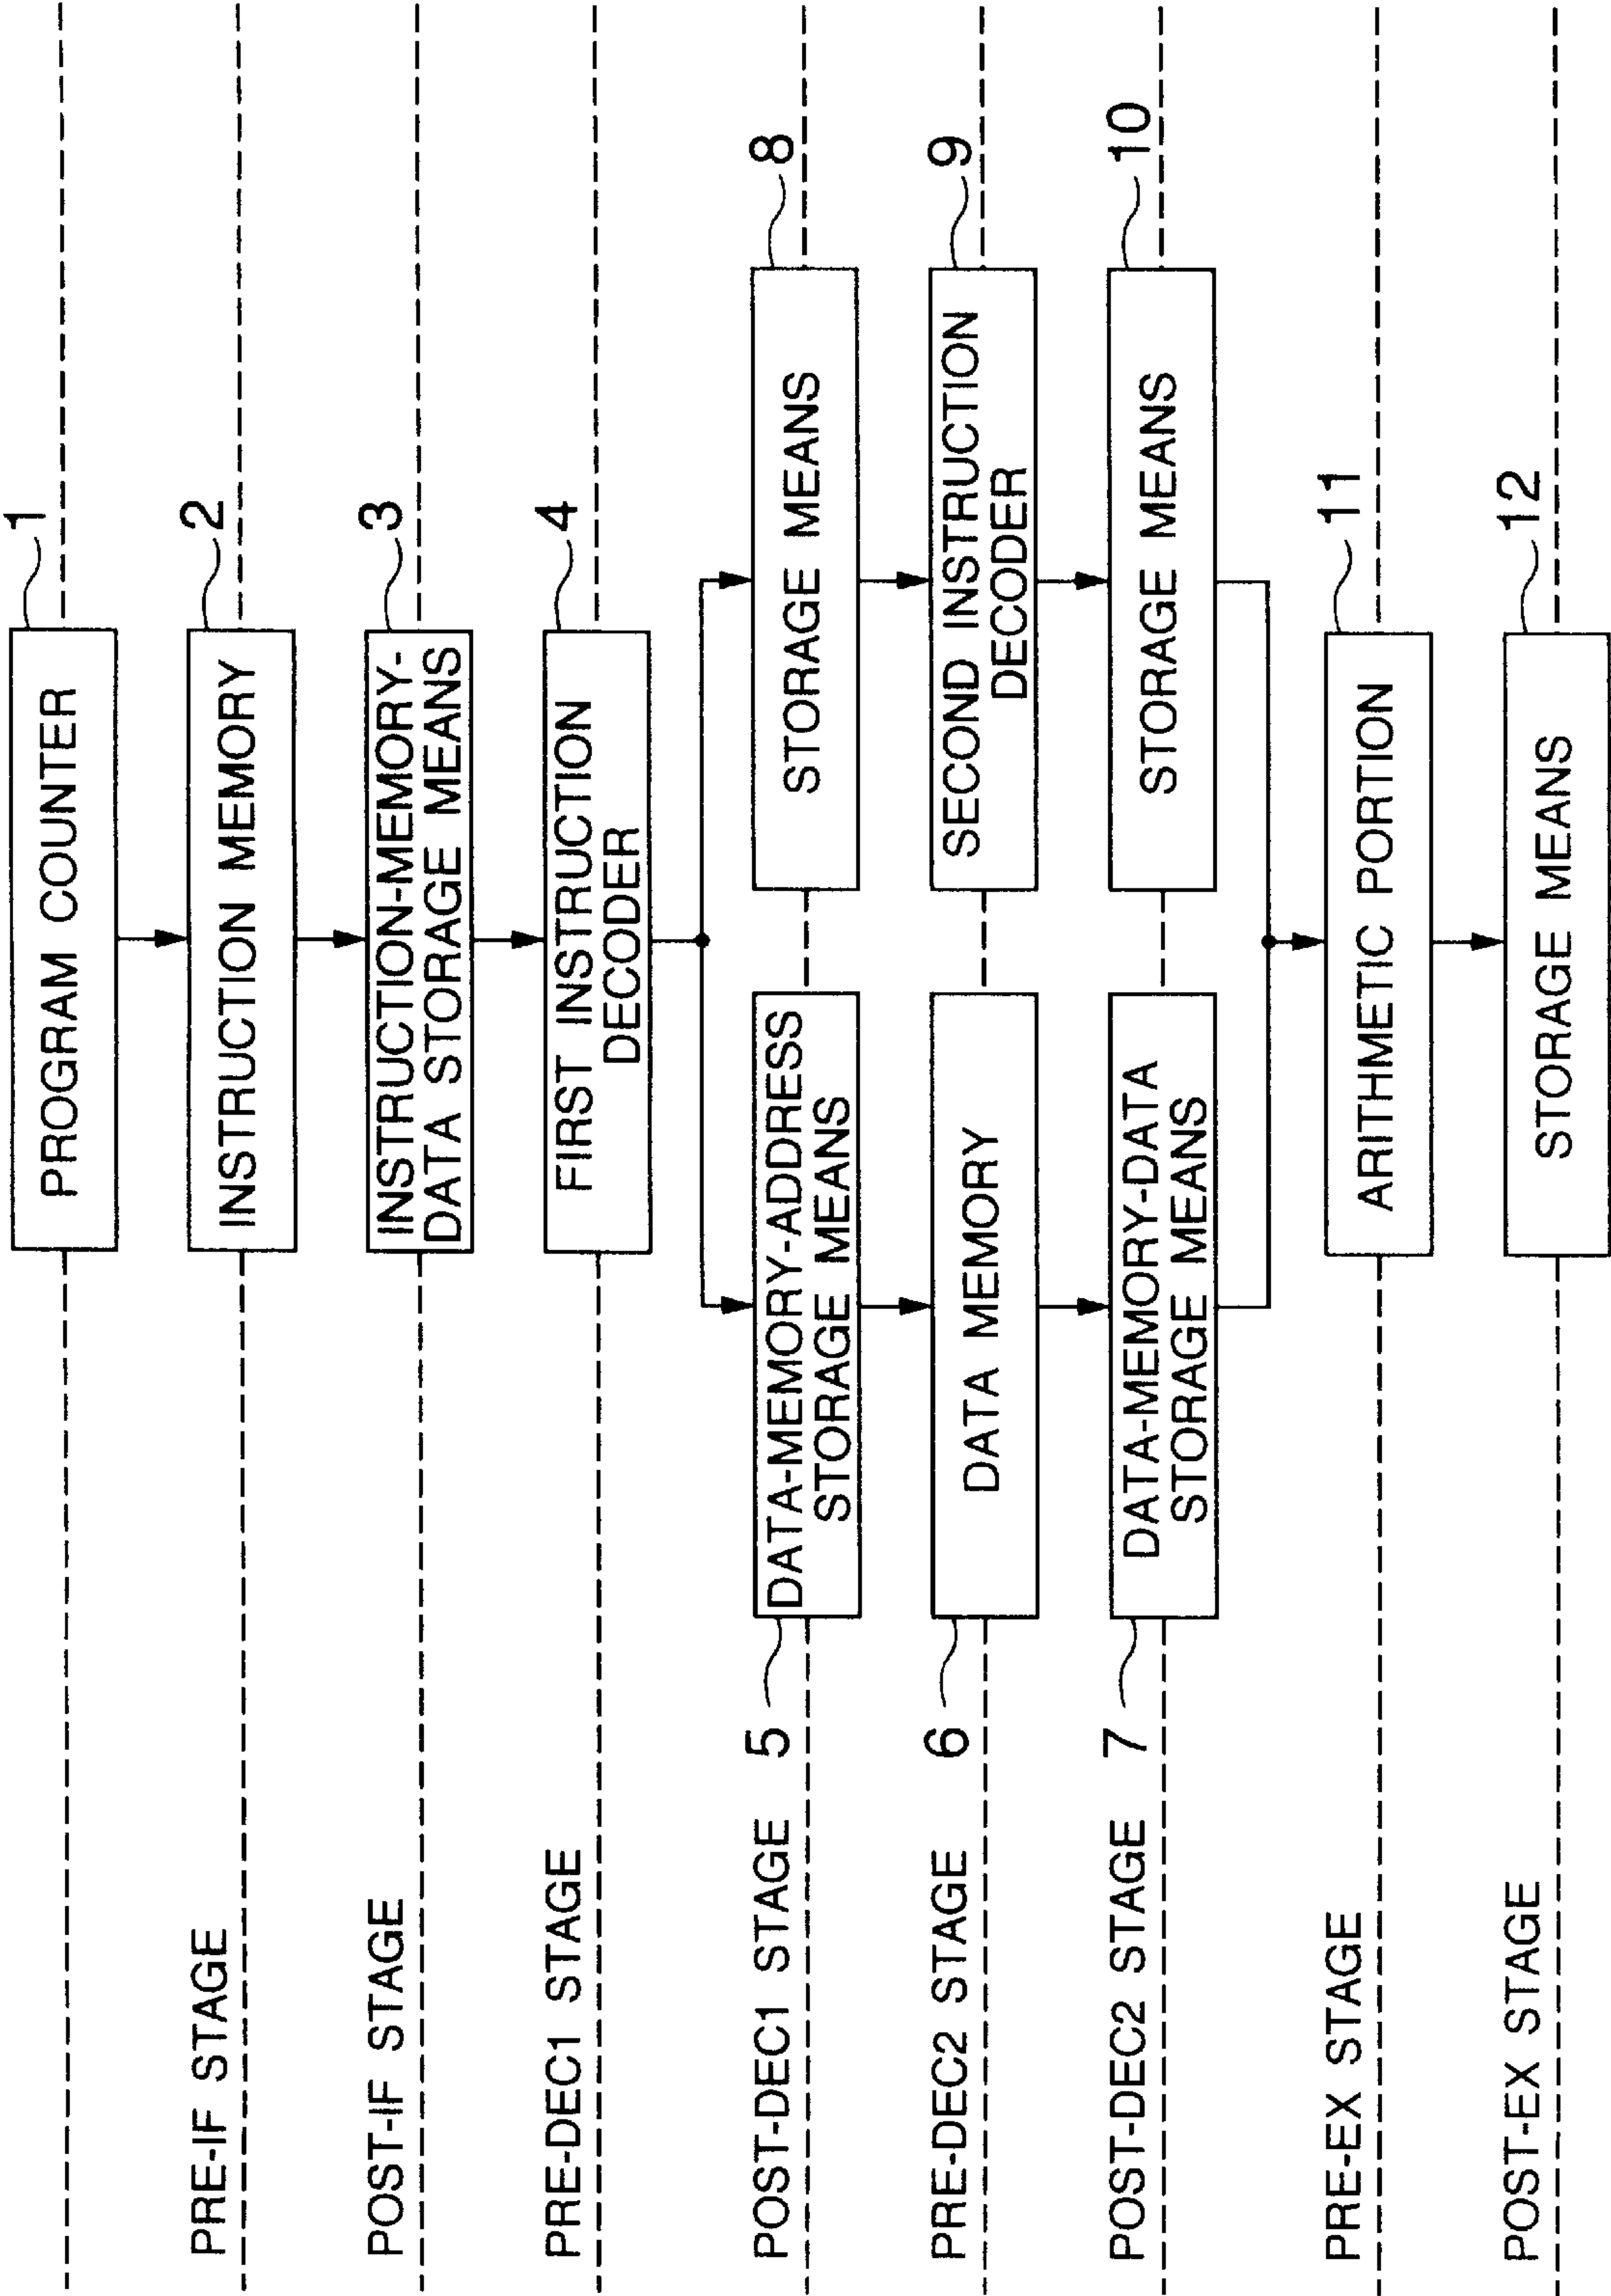 1
PROGRAM COUNTER
PRE-IF STAGE
2
INSTRUCTION MEMORY
POST-IF STAGE
3
INSTRUCTION-MEMORY-
DATA STORAGE MEANS
PRE-DEC1 STAGE
4
FIRST INSTRUCTION
DECODER
POST-DEC1 STAGE
5
DATA-MEMORY-ADDRESS
STORAGE MEANS
8
STORAGE MEANS
PRE-DEC2 STAGE
6
DATA MEMORY
9
SECOND INSTRUCTION
DECODER
POST-DEC2 STAGE
7
DATA-MEMORY-DATA
STORAGE MEANS
10
STORAGE MEANS
PRE-EX STAGE
11
ARITHMETIC PORTION
POST-EX STAGE
12
STORAGE MEANS